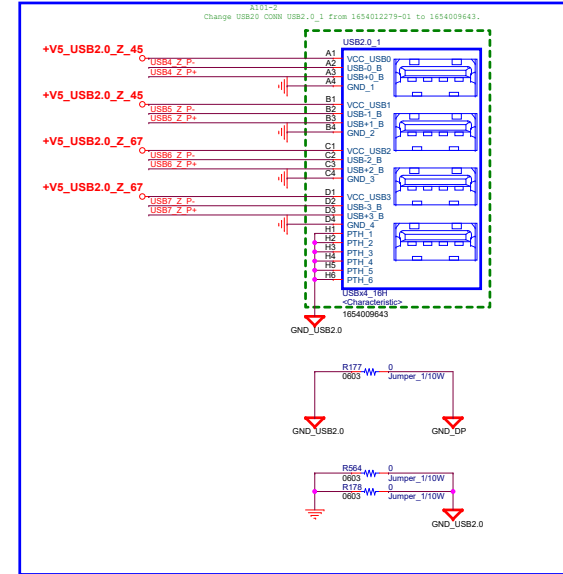 A101-2
Change USB20 CONN USB2.0_1 from 1654012279-01 to 1654009643.
USB2.0_1
+V5_USB2.0_Z_45
A1 VCC_USB0
USB4_Z_P- A2 USB-0_B
USB4_Z_P+ A3 USB+0_B
A4 GND_1
+V5_USB2.0_Z_45
B1 VCC_USB1
USB5_Z_P- B2 USB-1_B
USB5_Z_P+ B3 USB+1_B
B4 GND_2
+V5_USB2.0_Z_67
C1 VCC_USB2
USB6_Z_P- C2 USB-2_B
USB6_Z_P+ C3 USB+2_B
C4 GND_3
+V5_USB2.0_Z_67
D1 VCC_USB3
USB7_Z_P- D2 USB-3_B
USB7_Z_P+ D3 USB+3_B
D4 GND_4
H1 PTH_1
H2 PTH_2
H3 PTH_3
H4 PTH_4
H5 PTH_5
H6 PTH_6
USBx4_16H
<Characteristic>
1654009643
GND_USB2.0
R177 0
0603 Jumper_1/10W
GND_USB2.0 GND_DP
R564 0
0603 Jumper_1/10W
R178 0
0603 Jumper_1/10W
GND_USB2.0